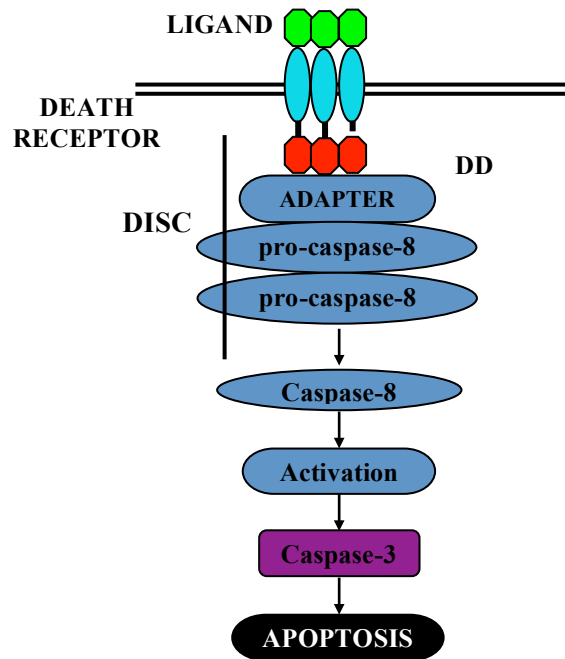 LIGAND
DEATH
RECEPTOR
DD
ADAPTER
DISC
pro-caspase-8
pro-caspase-8
Caspase-8
Activation
Caspase-3
APOPTOSIS